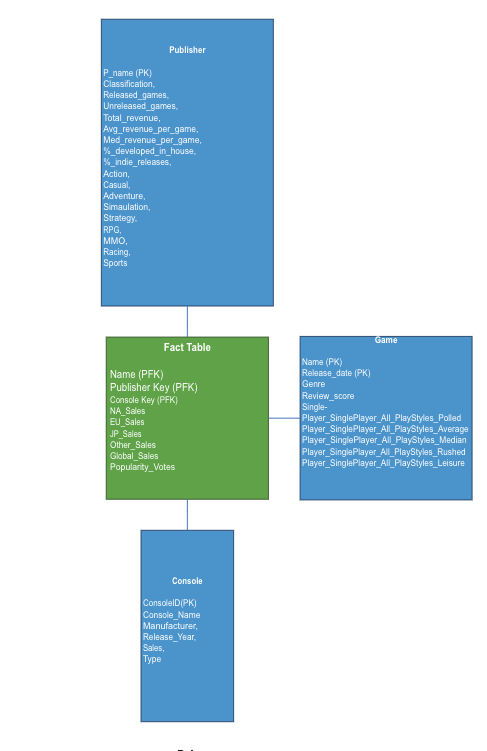 Publisher
P_name (PK)
Classification,
Released_games,
Unreleased_games,
Total_revenue,
Avg_revenue_per_game,
Med_revenue_per_game,
%_developed_in_house,
%_indie_releases,
Action,
Casual,
Adventure,
Simaulation,
Strategy,
RPG,
MMO,
Racing,
Sports
Fact Table
Name (PFK)
Publisher Key (PFK)
Console Key (PFK)
NA_Sales
EU_Sales
JP_Sales
Other_Sales
Global_Sales
Popularity_Votes
Game
Name (PK)
Release_date (PK)
Genre
Review_score
Single-
Player_SinglePlayer_All_PlayStyles_Polled
Player_SinglePlayer_All_PlayStyles_Average
Player_SinglePlayer_All_PlayStyles_Median
Player_SinglePlayer_All_PlayStyles_Rushed
Player_SinglePlayer_All_PlayStyles_Leisure
Console
ConsoleID(PK)
Console_Name
Manufacturer,
Release_Year,
Sales,
Type